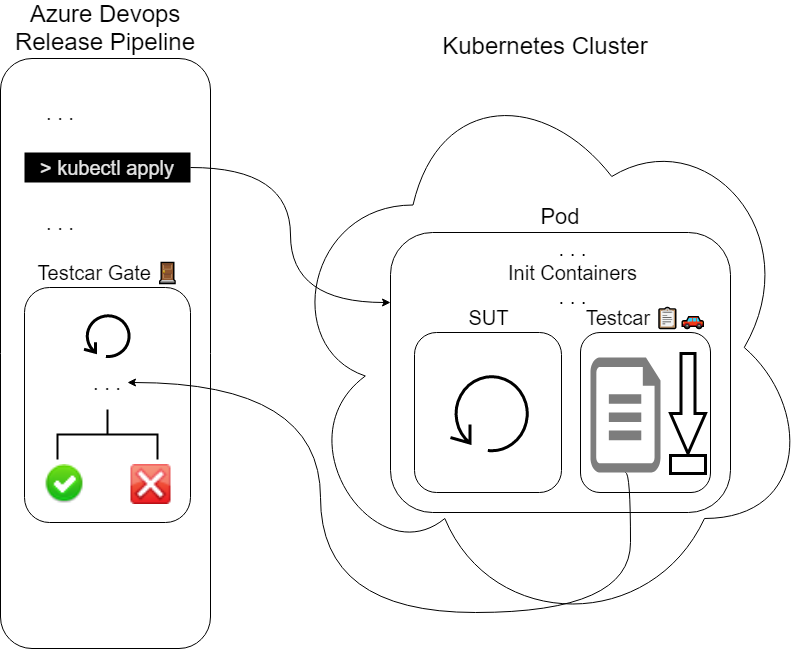 Azure Devops
Release Pipeline
. . .
> kubectl apply
. . .
Testcar Gate 🚪
. . .
Kubernetes Cluster
Pod
. . .
Init Containers
. . .
SUT
Testcar 📋 🚗